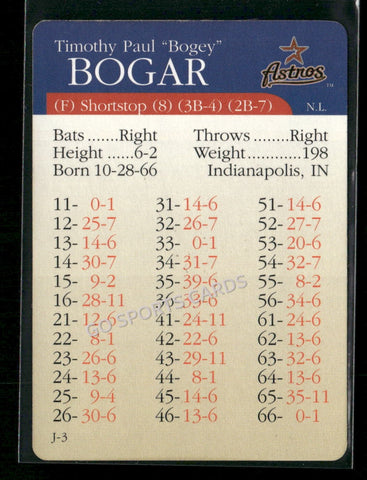 Timothy Paul "Bogey"
BOGAR
Astros
TM
(F) Shortstop (8) (3B-4) (2B-7) N.L.
Bats .......Right Throws .......Right
Height ......6-2 Weight ............198
Born 10-28-66 Indianapolis, IN
11- 0-1 31- 14-6 51- 14-6
12- 25-7 32- 26-7 52- 27-7
13- 14-6 33- 0-1 53- 20-6
14- 30-7 34- 31-7 54- 32-7
15- 9-2 35- 39-6 55- 8-2
16- 28-11 36- 33-6 56- 34-6
21- 12-6 41- 24-11 61- 24-11
22- 8-1 42- 22-6 62- 23-6
23- 26-6 43- 29-11 63- 32-6
24- 13-6 44- 8-1 64- 33-6
25- 9-4 45- 14-6 65- 35-11
26- 30-6 46- 13-6 66- 0-1
GO SPORTS CARDS
J-3